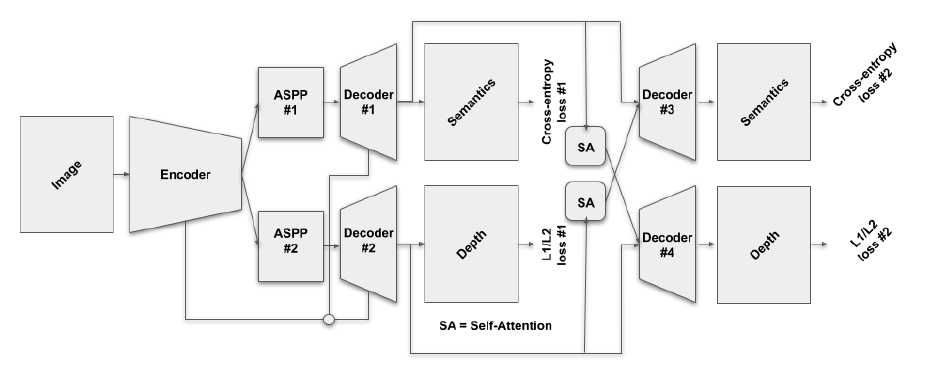 Image
Encoder
ASPP
#1
Decoder
#1
Semantics
Cross-entropy
loss #1
SA
Decoder
#3
Semantics
Cross-entropy
loss #2
ASPP
#2
Decoder
#2
Depth
L1/L2
loss #1
SA
Decoder
#4
Depth
L1/L2
loss #2
SA = Self-Attention